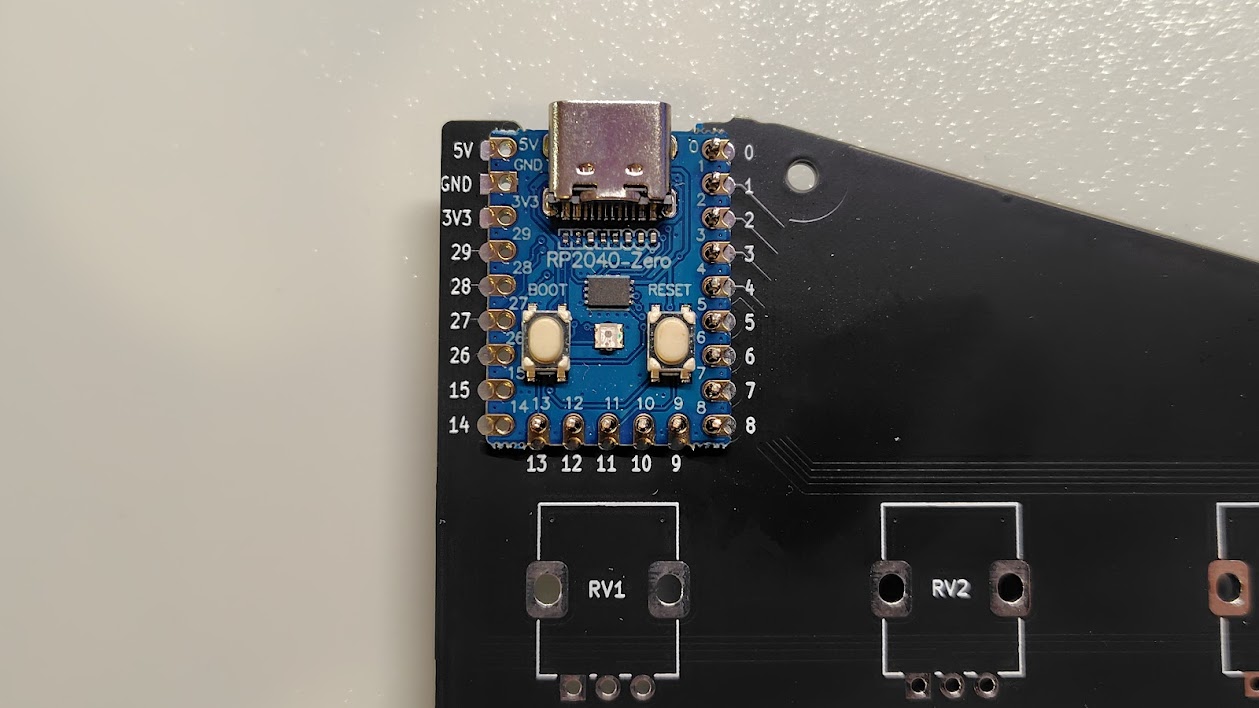 5V 5V 0 0
GND GND 1 1
3V3 3V3 2 2
29 29 3 3
28 28 4 4
RP2040-Zero
27 27 5 5
BOOT RESET
26 26 6 6
15 15 7 7
14 14 13 12 11 10 9 8 8
13 12 11 10 9
RV1 RV2